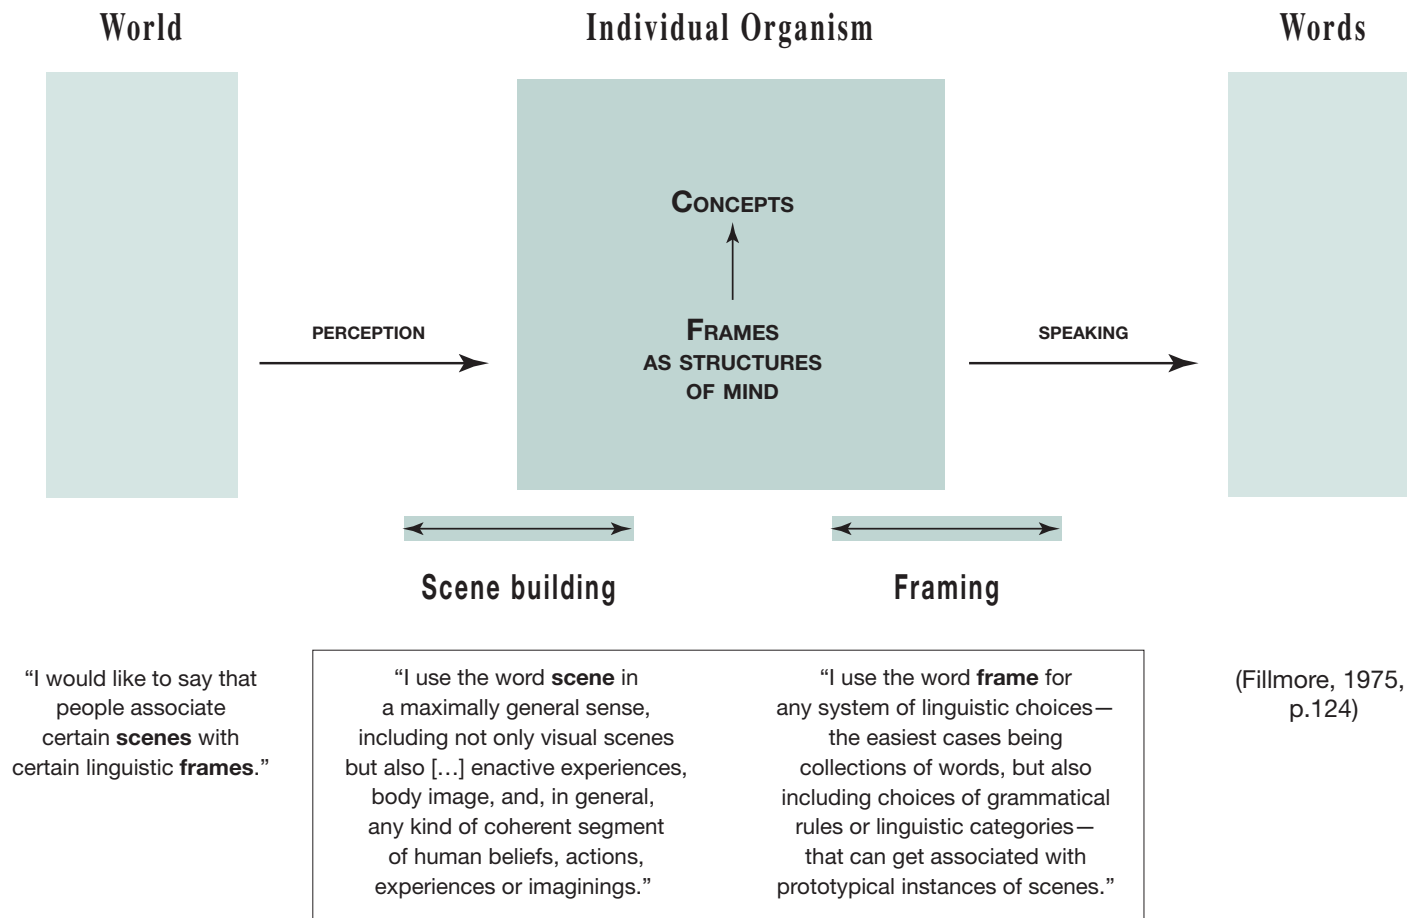 World
Individual Organism
Words
CONCEPTS
PERCEPTION
FRAMES
AS STRUCTURES
OF MIND
SPEAKING
Scene building
Framing
“I would like to say that
people associate
certain scenes with
certain linguistic frames.”
“I use the word scene in
a maximally general sense,
including not only visual scenes
but also […] enactive experiences,
body image, and, in general,
any kind of coherent segment
of human beliefs, actions,
experiences or imaginings.”
“I use the word frame for
any system of linguistic choices—
the easiest cases being
collections of words, but also
including choices of grammatical
rules or linguistic categories—
that can get associated with
prototypical instances of scenes.”
(Fillmore, 1975,
p.124)